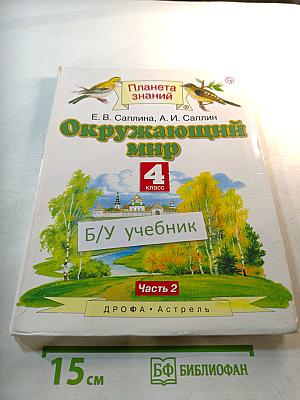 Планета
знаний
®
Е. В. Саплина, А. И. Саплин
Окружающий
мир
4
класс
Б/У учебник
Часть 2
ДРОФА • Астрель
15 см
БФ БИБЛИОФАН